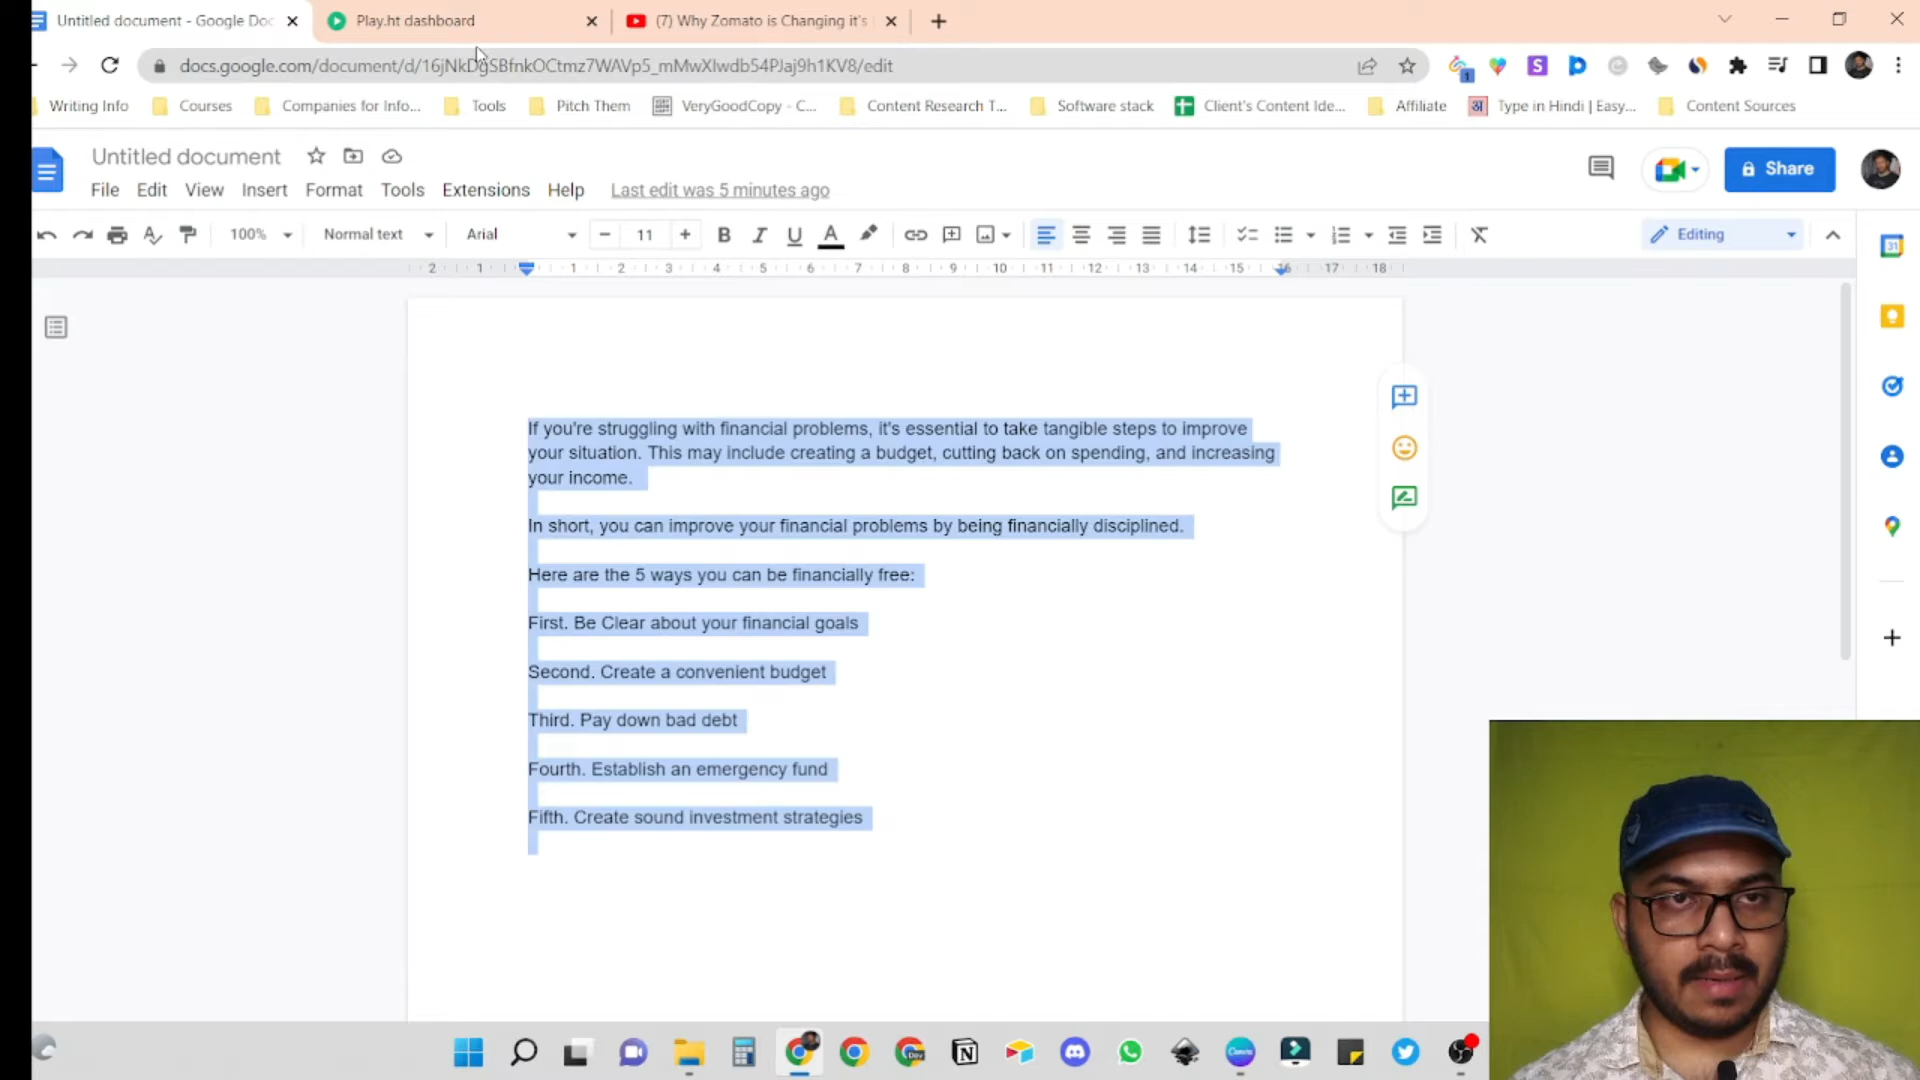 Untitled document - Google Doc
Play.ht dashboard
(7) Why Zomato is Changing it's
docs.google.com/document/d/16jNkDgSBfnkOCtmz7WAVp5_mMwXlwdb54PJaj9h1KV8/edit
Writing Info
Courses
Companies for Info...
Tools
Pitch Them
VeryGoodCopy - C...
Content Research T...
Software stack
Client's Content Ide...
Affiliate
Type in Hindi | Easy...
Content Sources
Untitled document
Share
File Edit View Insert Format Tools Extensions Help Last edit was 5 minutes ago
100% Normal text Arial 11 B I U A Editing
2 1 1 2 3 4 5 6 7 8 9 10 11 12 13 14 15 16 17 18
31
If you're struggling with financial problems, it's essential to take tangible steps to improve
your situation. This may include creating a budget, cutting back on spending, and increasing
your income.
In short, you can improve your financial problems by being financially disciplined.
Here are the 5 ways you can be financially free:
First. Be Clear about your financial goals
Second. Create a convenient budget
Third. Pay down bad debt
Fourth. Establish an emergency fund
Fifth. Create sound investment strategies